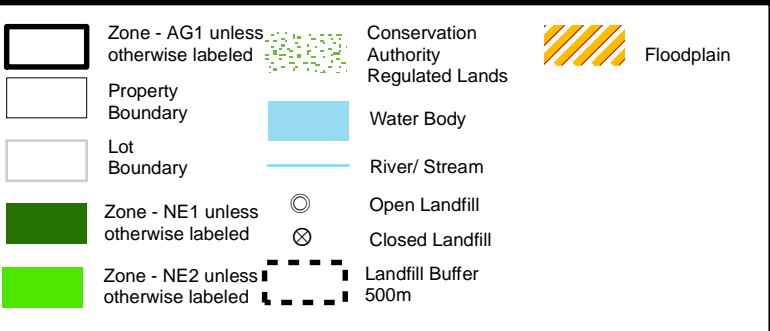 Zone - AG1 unless
otherwise labeled
Property
Boundary
Lot
Boundary
Zone - NE1 unless
otherwise labeled
Zone - NE2 unless
otherwise labeled
Conservation
Authority
Regulated Lands
Water Body
River/ Stream
Open Landfill
Closed Landfill
Landfill Buffer
500m
Floodplain